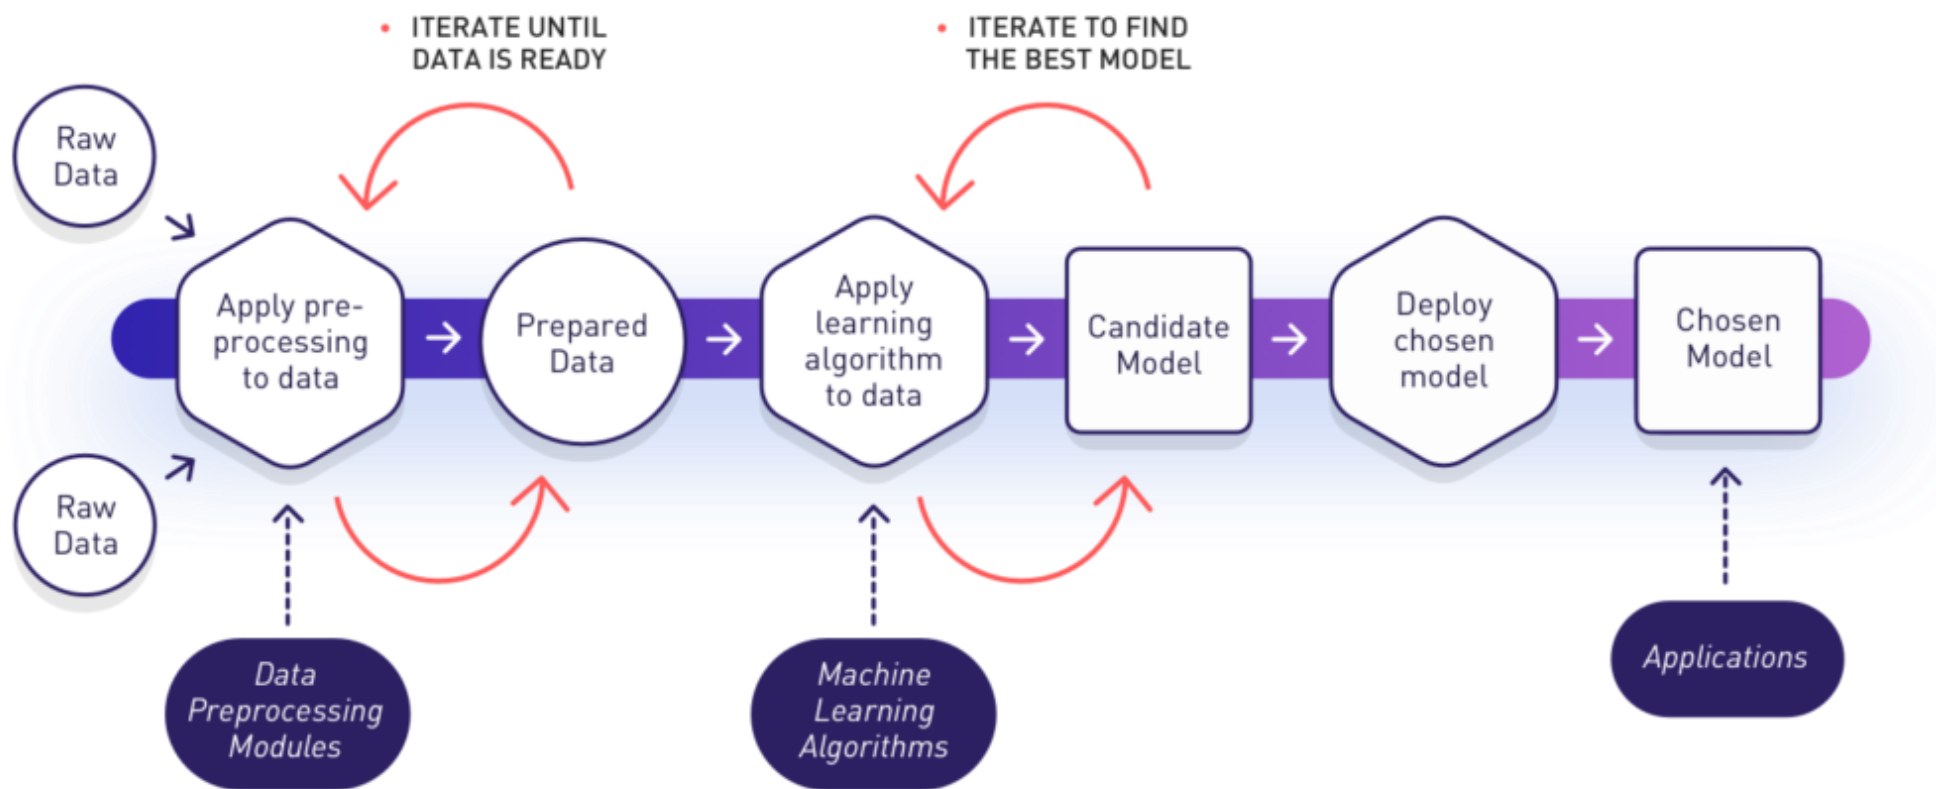 • ITERATE UNTIL
DATA IS READY
• ITERATE TO FIND
THE BEST MODEL
Raw
Data
Apply pre-
processing
to data
Prepared
Data
Apply
learning
algorithm
to data
Candidate
Model
Deploy
chosen
model
Chosen
Model
Raw
Data
Data
Preprocessing
Modules
Machine
Learning
Algorithms
Applications